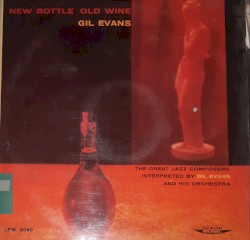 NEW BOTTLE OLD WINE
GIL EVANS
THE GREAT JAZZ COMPOSERS
INTERPRETED BY GIL EVANS
AND HIS ORCHESTRA